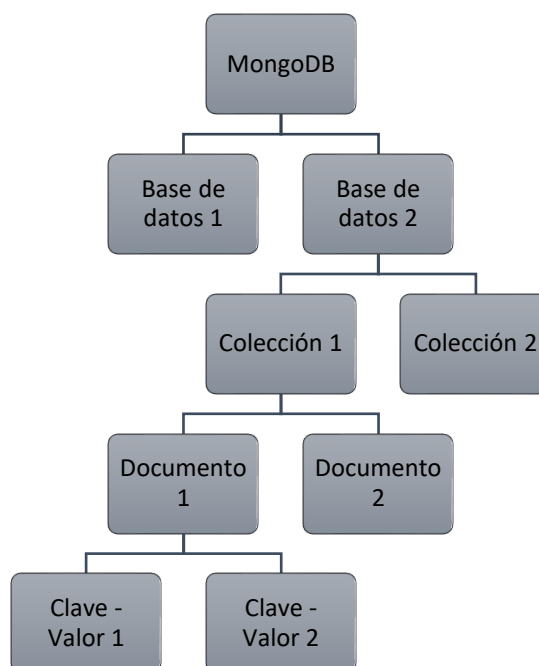 MongoDB
Base de
datos 1
Base de
datos 2
Colección 1
Colección 2
Documento
1
Documento
2
Clave -
Valor 1
Clave -
Valor 2